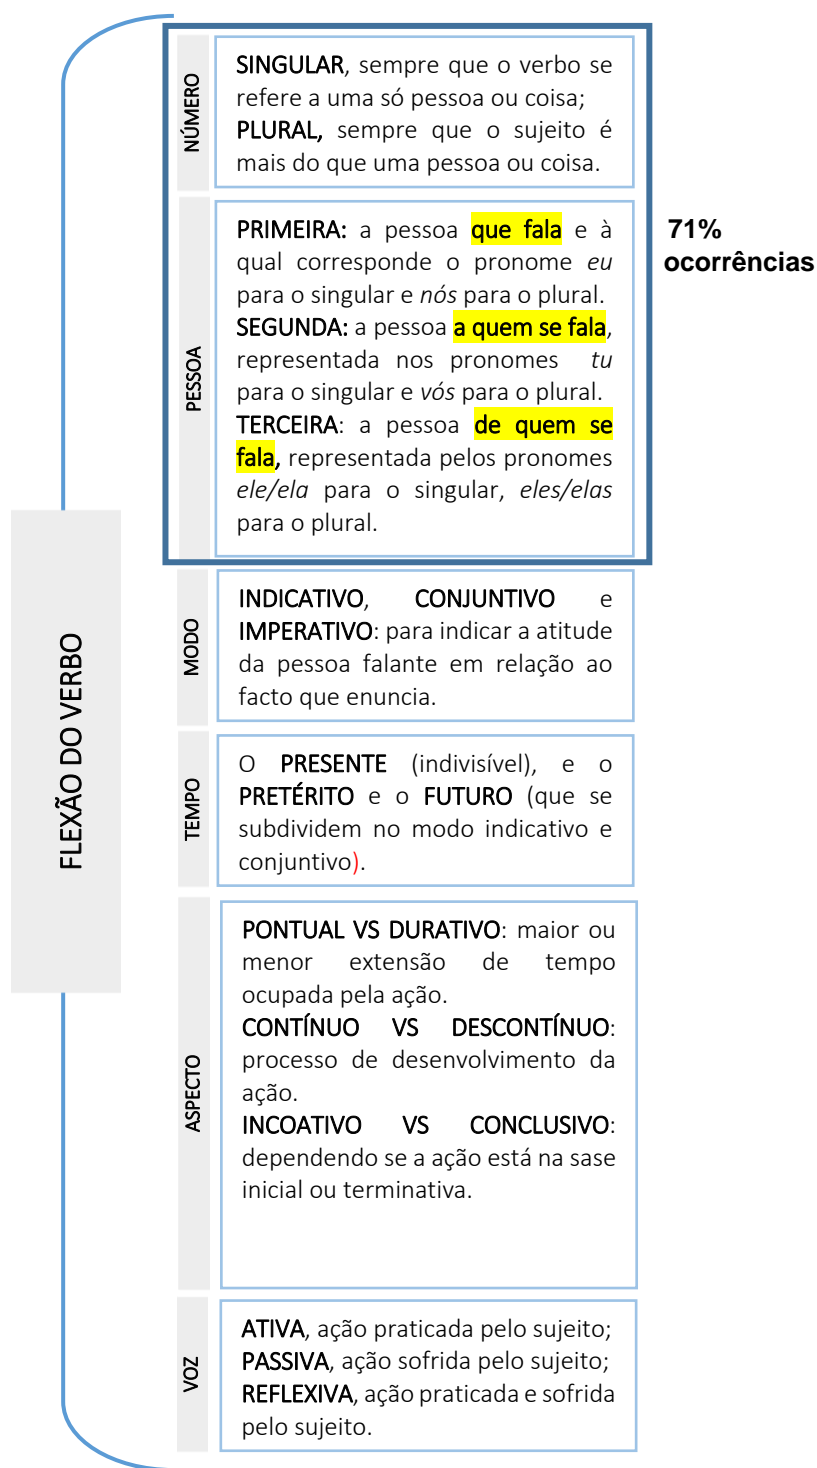 FLEXÃO DO VERBO
NÚMERO
SINGULAR, sempre que o verbo se
refere a uma só pessoa ou coisa;
PLURAL, sempre que o sujeito é
mais do que uma pessoa ou coisa.
PESSOA
PRIMEIRA: a pessoa que fala e à
qual corresponde o pronome eu
para o singular e nós para o plural.
SEGUNDA: a pessoa a quem se fala,
representada nos pronomes tu
para o singular e vós para o plural.
TERCEIRA: a pessoa de quem se
fala, representada pelos pronomes
ele/ela para o singular, eles/elas
para o plural.
71%
ocorrências
MODO
INDICATIVO, CONJUNTIVO e
IMPERATIVO: para indicar a atitude
da pessoa falante em relação ao
facto que enuncia.
TEMPO
O PRESENTE (indivisível), e o
PRETÉRITO e o FUTURO (que se
subdividem no modo indicativo e
conjuntivo).
ASPECTO
PONTUAL VS DURATIVO: maior ou
menor extensão de tempo
ocupada pela ação.
CONTÍNUO VS DESCONTÍNUO:
processo de desenvolvimento da
ação.
INCOATIVO VS CONCLUSIVO:
dependendo se a ação está na sase
inicial ou terminativa.
VOZ
ATIVA, ação praticada pelo sujeito;
PASSIVA, ação sofrida pelo sujeito;
REFLEXIVA, ação praticada e sofrida
pelo sujeito.